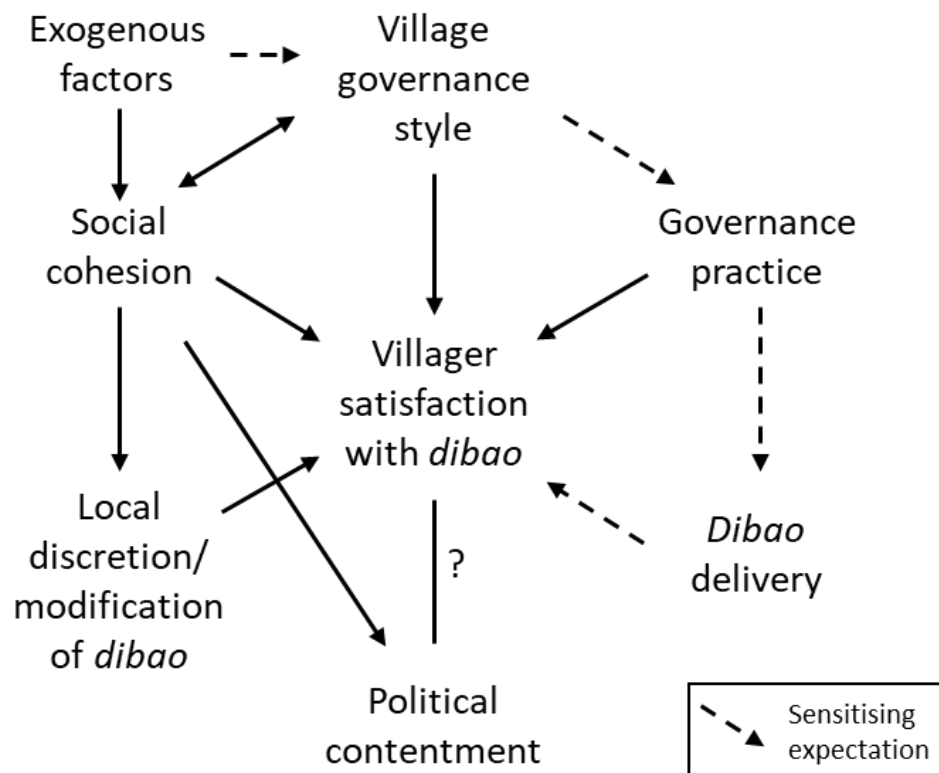 Exogenous
factors
Village
governance
style
Social
cohesion
Governance
practice
Villager
satisfaction
with dibao
Local
discretion/
modification
of dibao
?
Dibao
delivery
Political
contentment
Sensitising
expectation